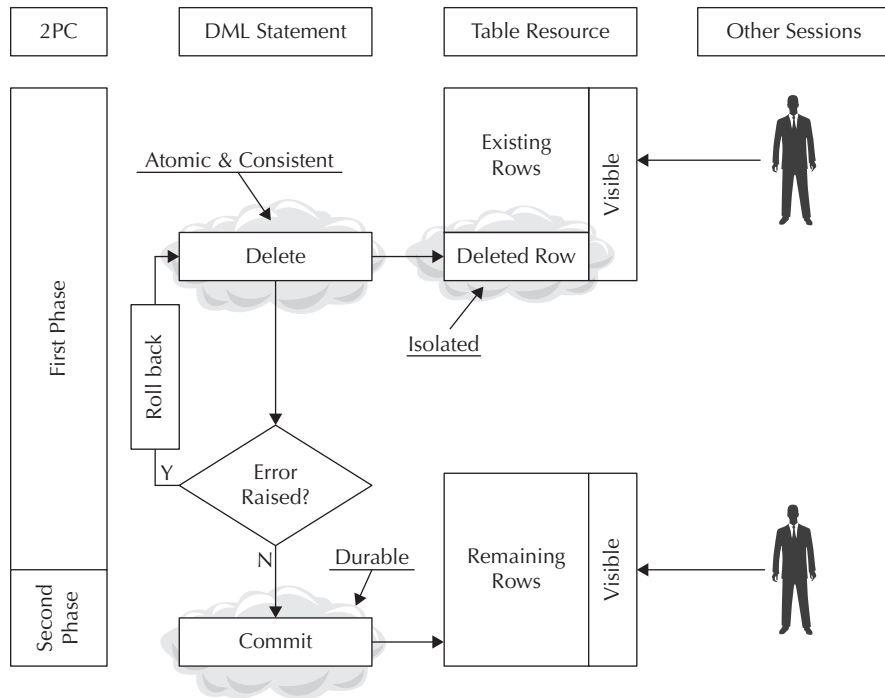 2PC
DML Statement
Table Resource
Other Sessions
First Phase
Atomic & Consistent
Delete
Roll back
Existing
Rows
Visible
Deleted Row
Isolated
Error
Raised?
Y
N
Second
Phase
Durable
Commit
Remaining
Rows
Visible